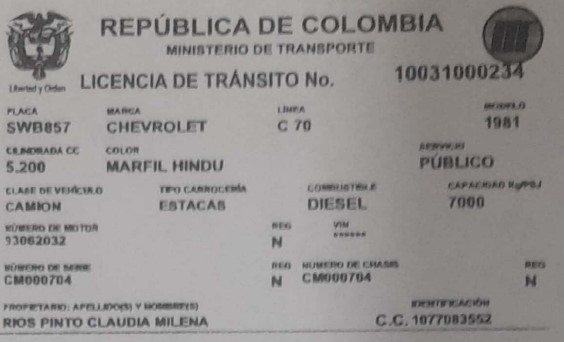 REPÚBLICA DE COLOMBIA
MINISTERIO DE TRANSPORTE
Libertad y Orden
LICENCIA DE TRÁNSITO No. 10031000234
PLACA MARCA LÍNEA MODELO
SWB857 CHEVROLET C 70 1981
CILINDRADA CC COLOR SERVICIO
5.200 MARFIL HINDU PÚBLICO
CLASE DE VEHÍCULO TIPO CARROCERÍA COMBUSTIBLE CAPACIDAD Kg/PSJ
CAMION ESTACAS DIESEL 7000
NÚMERO DE MOTOR REG VIN
93062032 N ******
NÚMERO DE SERIE REG NÚMERO DE CHASIS REG
CM000704 N CM000704 N
PROPIETARIO: APELLIDO(S) Y NOMBRE(S) IDENTIFICACIÓN
RIOS PINTO CLAUDIA MILENA C.C. 1077083552